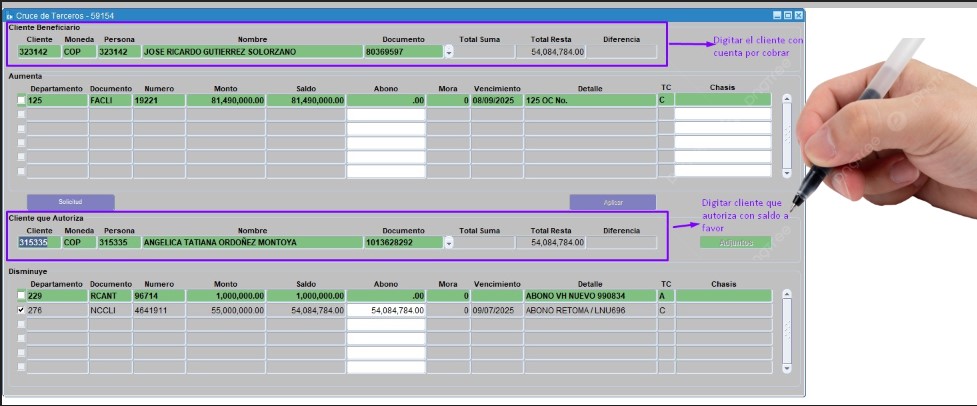 Cruce de Terceros - 59154
Cliente Beneficiario
Cliente Moneda Persona Nombre Documento Total Suma Total Resta Diferencia
323142 COP 323142 JOSE RICARDO GUTIERREZ SOLORZANO 80369597 54,084,784.00
Digitar el cliente con
cuenta por cobrar
Aumenta
Departamento Documento Numero Monto Saldo Abono Mora Vencimiento Detalle TC Chasis
125 FACLI 19221 81,490,000.00 81,490,000.00 .00 0 08/09/2025 125 OC No. C
Solicitud Aplicar
Digitar cliente que
autoriza con saldo a
favor
Cliente que Autoriza
Cliente Moneda Persona Nombre Documento Total Suma Total Resta Diferencia
315335 COP 315335 ANGELICA TATIANA ORDOÑEZ MONTOYA 1013628292 54,084,784.00
Adjuntos
Disminuye
Departamento Documento Numero Monto Saldo Abono Mora Vencimiento Detalle TC Chasis
229 RCANT 96714 1,000,000.00 1,000,000.00 .00 0 ABONO VH NUEVO 990834 A
276 NCCLI 4641911 55,000,000.00 54,084,784.00 54,084,784.00 0 09/07/2025 ABONO RETOMA / LNU696 C
pngtree